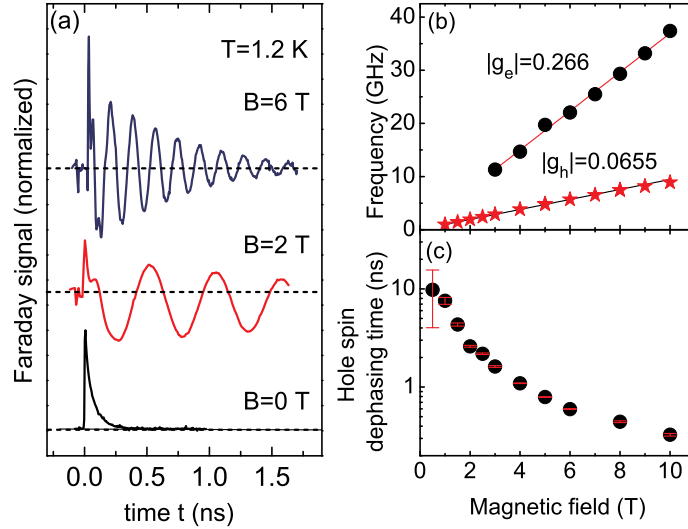 (a)
T=1.2 K
B=6 T
B=2 T
B=0 T
Faraday signal (normalized)
0.0 0.5 1.0 1.5
time t (ns)
(b)
|gₑ|=0.266
|gₕ|=0.0655
Frequency (GHz)
40
30
20
10
0
(c)
Hole spin
dephasing time (ns)
10
1
0 2 4 6 8 10
Magnetic field (T)